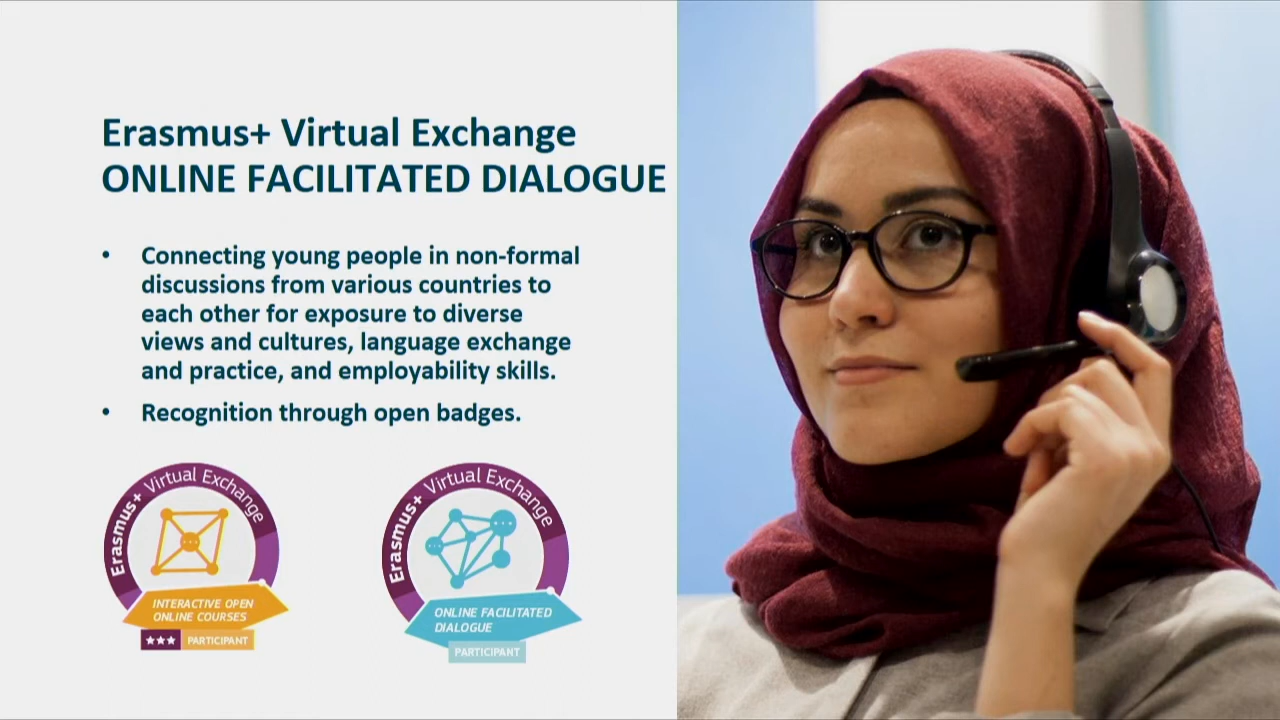 Erasmus+ Virtual Exchange
ONLINE FACILITATED DIALOGUE
• Connecting young people in non-formal
discussions from various countries to
each other for exposure to diverse
views and cultures, language exchange
and practice, and employability skills.
• Recognition through open badges.
Erasmus+ Virtual Exchange
INTERACTIVE OPEN
ONLINE COURSES
★★★ PARTICIPANT
Erasmus+ Virtual Exchange
ONLINE FACILITATED
DIALOGUE
PARTICIPANT